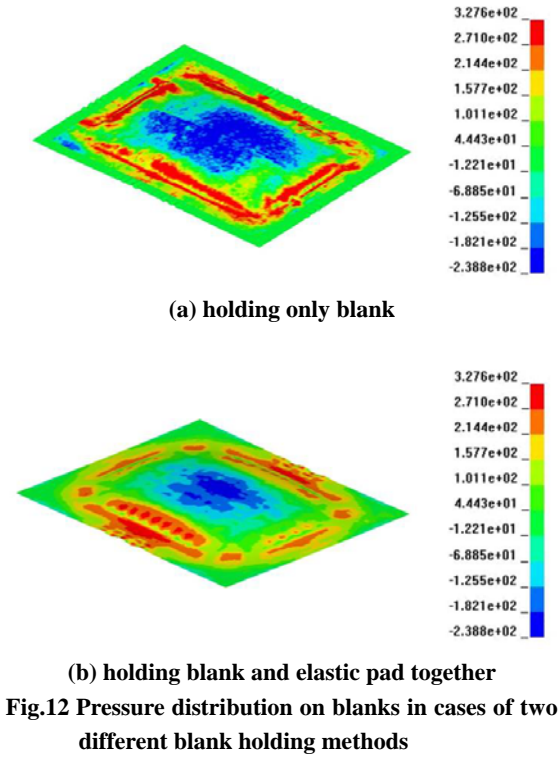 3.276e+02
2.710e+02
2.144e+02
1.577e+02
1.011e+02
4.443e+01
-1.221e+01
-6.885e+01
-1.255e+02
-1.821e+02
-2.388e+02
(a) holding only blank
3.276e+02
2.710e+02
2.144e+02
1.577e+02
1.011e+02
4.443e+01
-1.221e+01
-6.885e+01
-1.255e+02
-1.821e+02
-2.388e+02
(b) holding blank and elastic pad together
Fig.12 Pressure distribution on blanks in cases of two
different blank holding methods